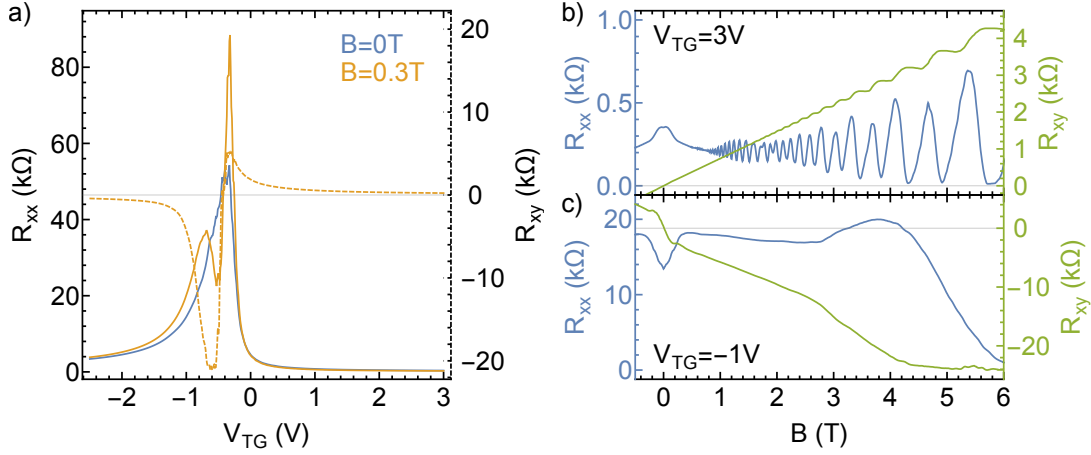 a)
B=0T
B=0.3T
80
60
40
20
0
R_xx (kΩ)
20
10
0
−10
−20
R_xy (kΩ)
−2 −1 0 1 2 3
V_TG (V)
b)
V_TG=3V
1.0
0.5
0.0
R_xx (kΩ)
4
3
2
1
0
R_xy (kΩ)
c)
V_TG=−1V
20
10
0
R_xx (kΩ)
0
−10
−20
R_xy (kΩ)
0 1 2 3 4 5 6
B (T)